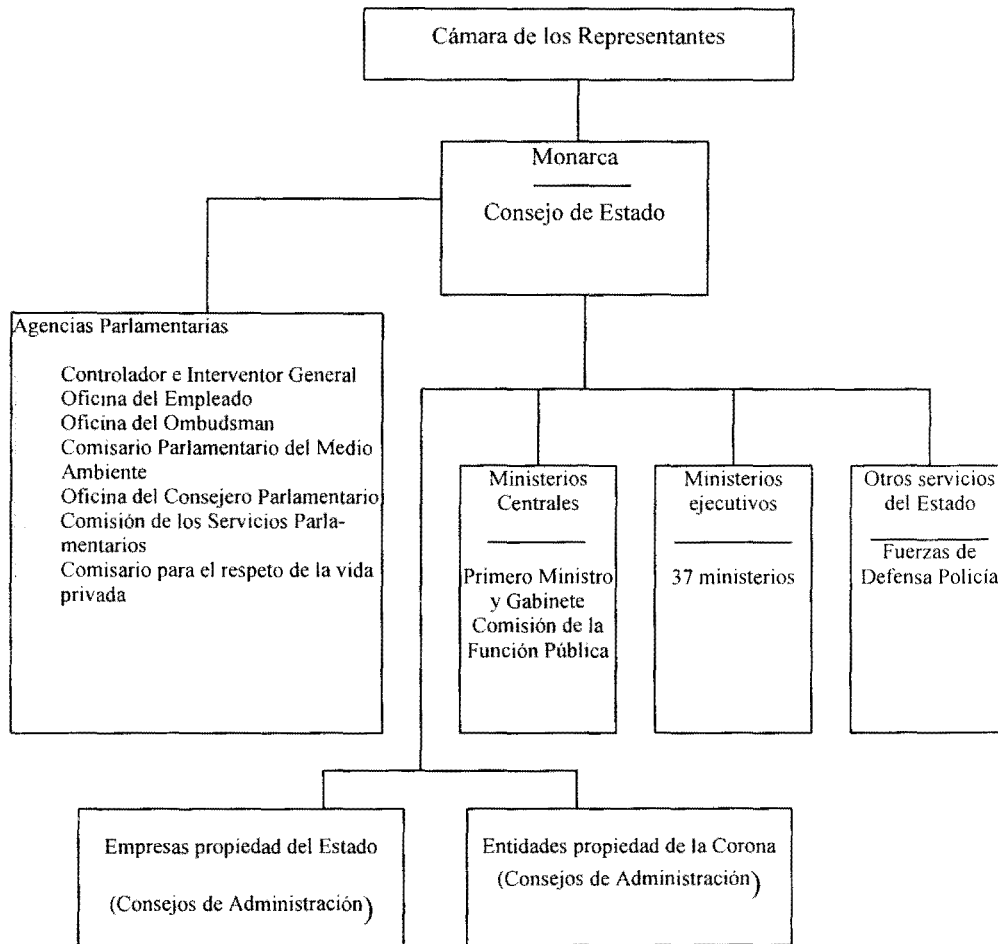 Cámara de los Representantes
Monarca
Consejo de Estado
Agencias Parlamentarias
Controlador e Interventor General
Oficina del Empleado
Oficina del Ombudsman
Comisario Parlamentario del Medio
Ambiente
Oficina del Consejero Parlamentario
Comisión de los Servicios Parla-
mentarios
Comisario para el respeto de la vida
privada
Ministerios
Centrales
Primero Ministro
y Gabinete
Comisión de la
Función Pública
Ministerios
ejecutivos
37 ministerios
Otros servicios
del Estado
Fuerzas de
Defensa Policía
Empresas propiedad del Estado
(Consejos de Administración)
Entidades propiedad de la Corona
(Consejos de Administración)